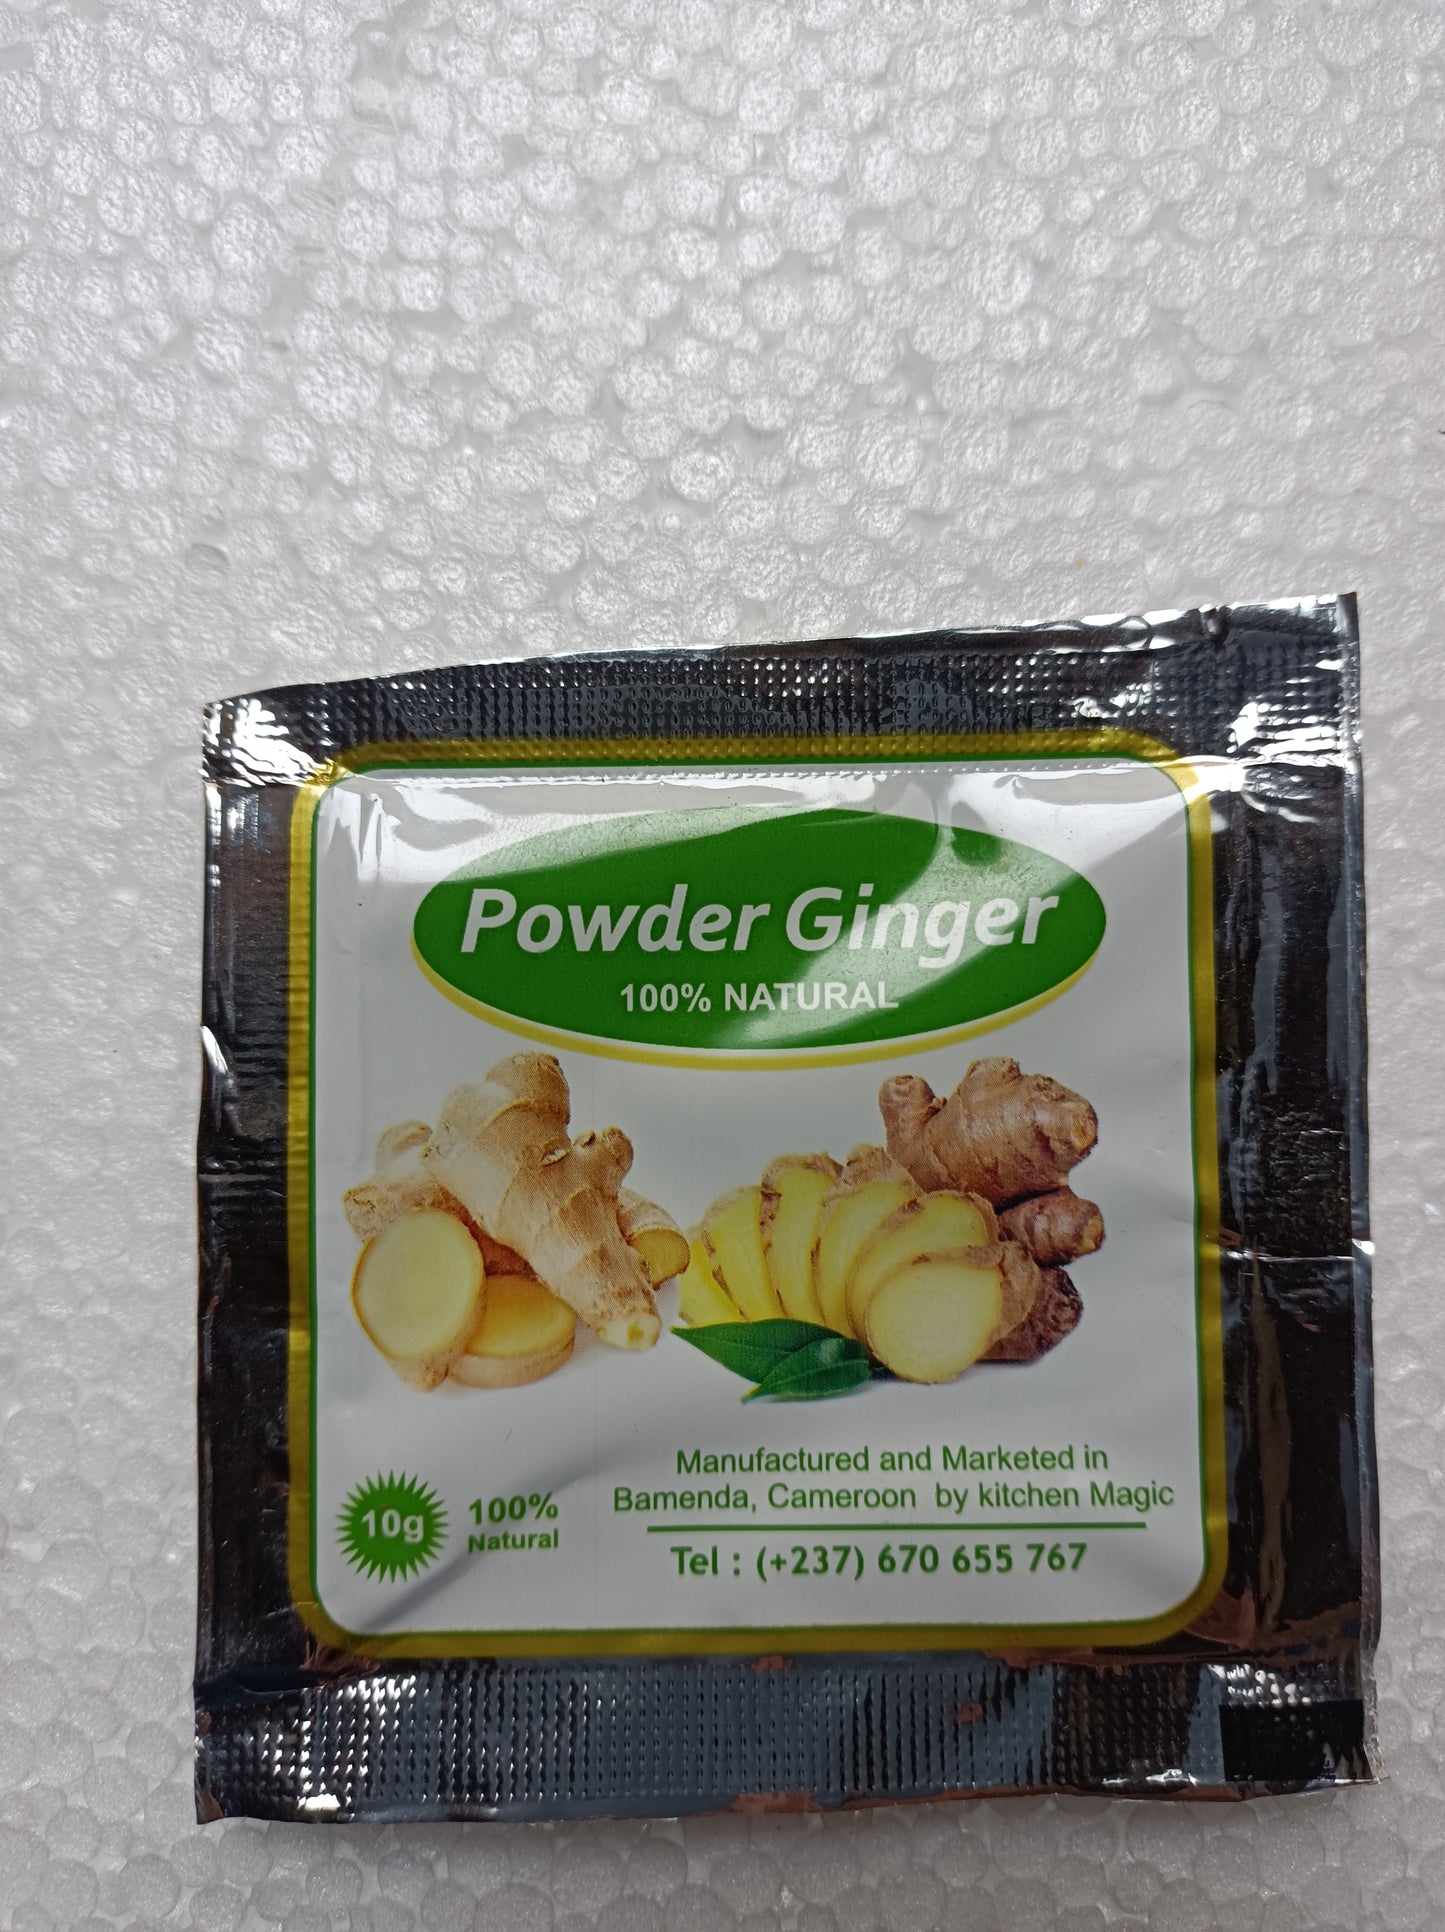 Powder Ginger
100% NATURAL
Manufactured and Marketed in
Bamenda, Cameroon by kitchen Magic
10g
100%
Natural
Tel : (+237) 670 655 767